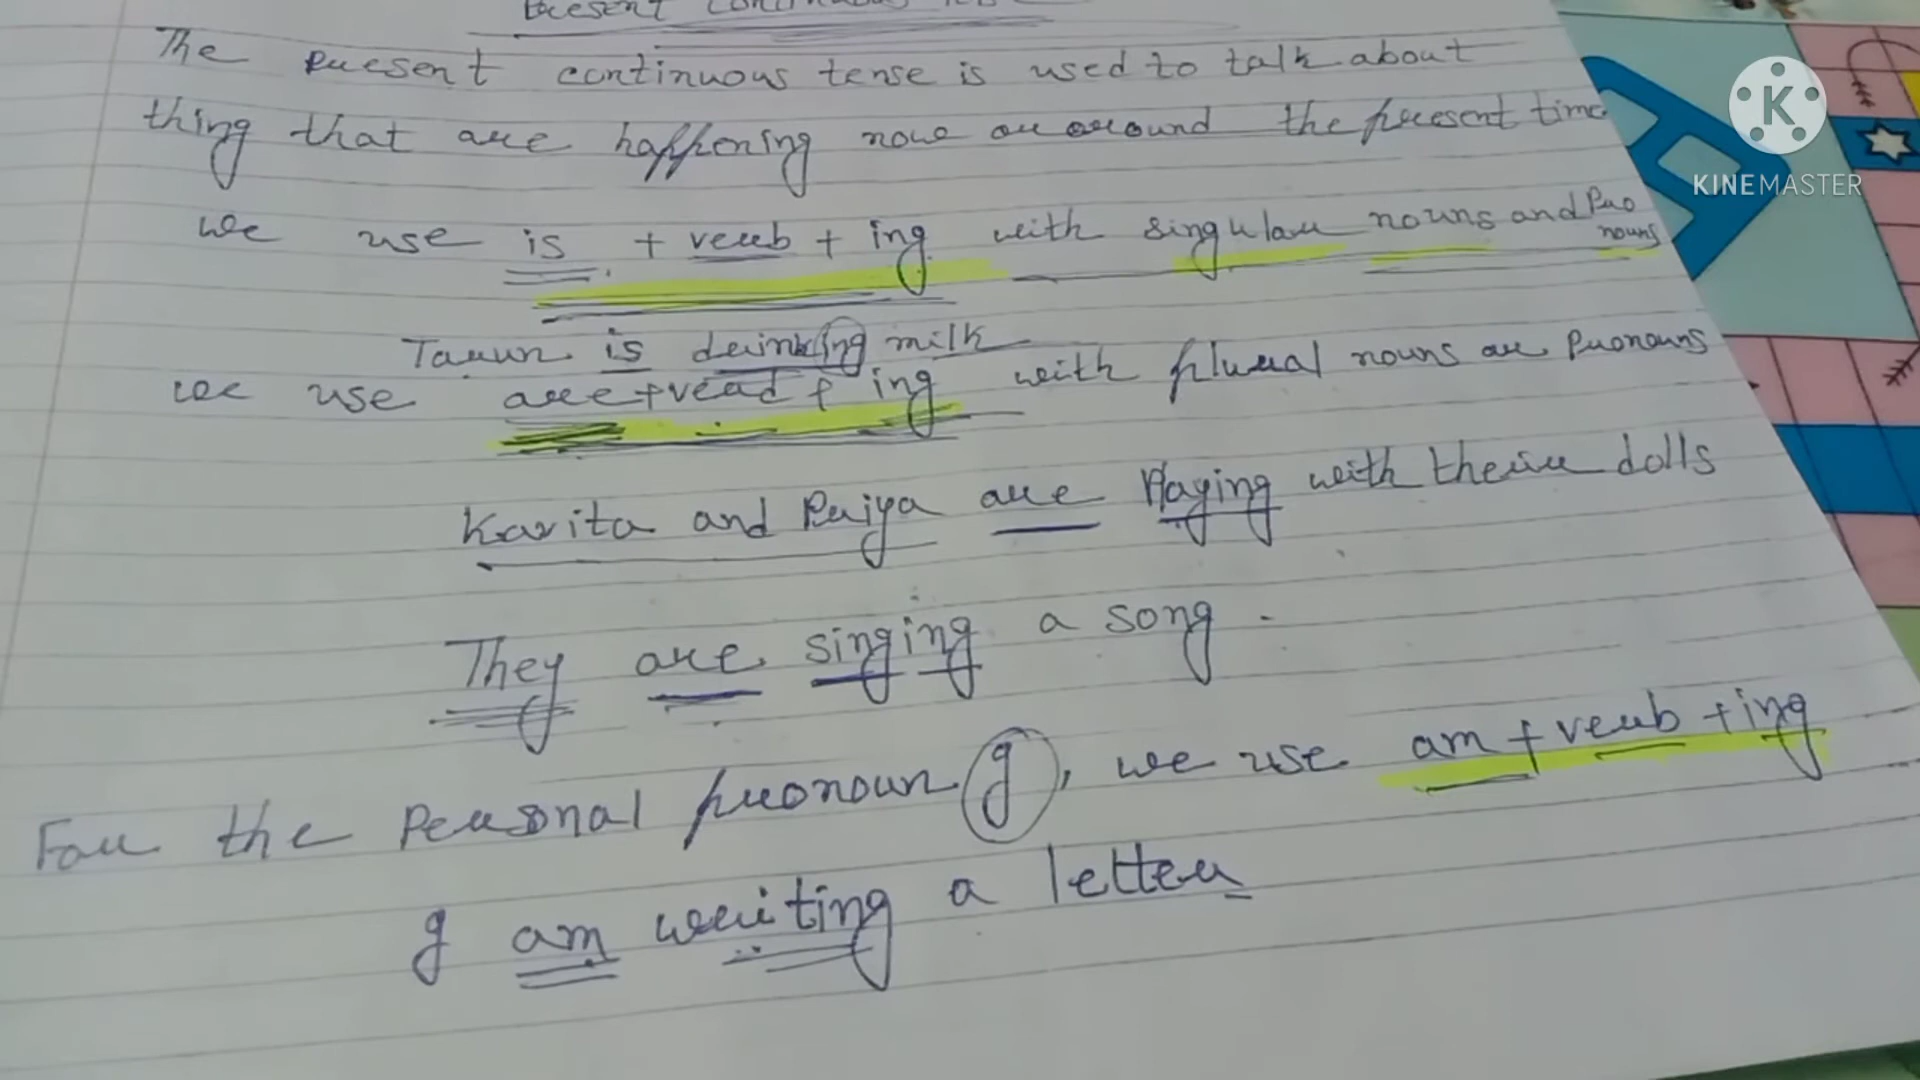 Present Continuous
The present continuous tense is used to talk about
thing that are happening now or around the present time
we use is + verb + ing with singular nouns and Pro
nouns
Tarun is drinking milk
we use are + verb + ing with plural nouns or Pronouns
Kavita and Priya are Playing with their dolls
They are singing a song.
For the Personal pronoun I, we use am + verb + ing
I am writing a letter
K
KINEMASTER